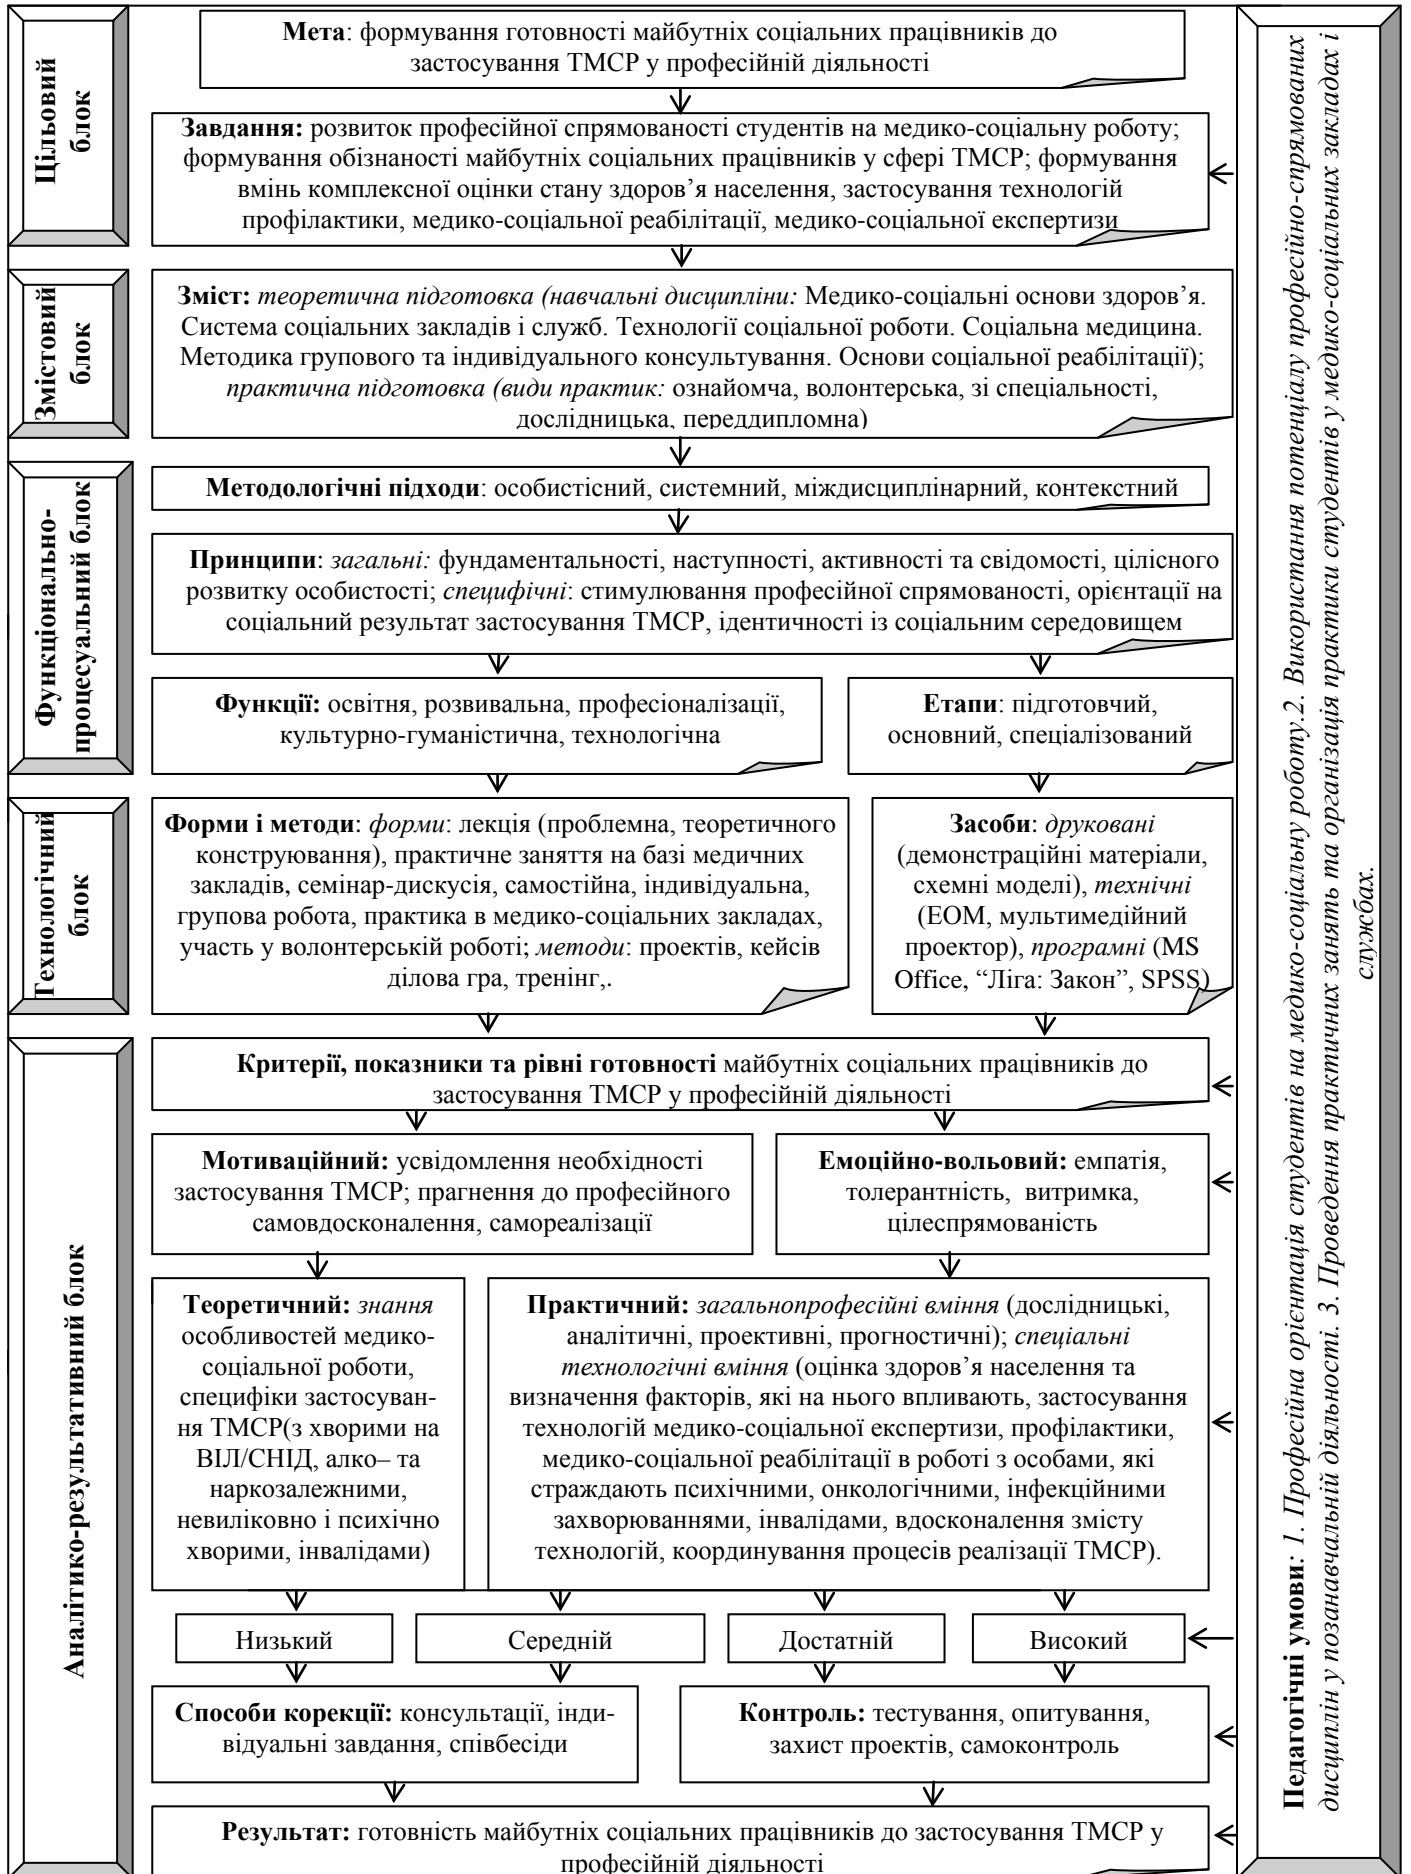 Цільовий
блок
Мета: формування готовності майбутніх соціальних працівників до
застосування ТМСР у професійній діяльності
Завдання: розвиток професійної спрямованості студентів на медико-соціальну роботу;
формування обізнаності майбутніх соціальних працівників у сфері ТМСР; формування
вмінь комплексної оцінки стану здоров’я населення, застосування технологій
профілактики, медико-соціальної реабілітації, медико-соціальної експертизи
Змістовий
блок
Зміст: теоретична підготовка (навчальні дисципліни: Медико-соціальні основи здоров’я.
Система соціальних закладів і служб. Технології соціальної роботи. Соціальна медицина.
Методика групового та індивідуального консультування. Основи соціальної реабілітації);
практична підготовка (види практик: ознайомча, волонтерська, зі спеціальності,
дослідницька, переддипломна)
Функціонально-
процесуальний блок
Методологічні підходи: особистісний, системний, міждисциплінарний, контекстний
Принципи: загальні: фундаментальності, наступності, активності та свідомості, цілісного
розвитку особистості; специфічні: стимулювання професійної спрямованості, орієнтації на
соціальний результат застосування ТМСР, ідентичності із соціальним середовищем
Функції: освітня, розвивальна, професіоналізації,
культурно-гуманістична, технологічна
Етапи: підготовчий,
основний, спеціалізований
Технологічний
блок
Форми і методи: форми: лекція (проблемна, теоретичного
конструювання), практичне заняття на базі медичних
закладів, семінар-дискусія, самостійна, індивідуальна,
групова робота, практика в медико-соціальних закладах,
участь у волонтерській роботі; методи: проектів, кейсів
ділова гра, тренінг,.
Засоби: друковані
(демонстраційні матеріали,
схемні моделі), технічні
(ЕОМ, мультимедійний
проектор), програмні (MS
Office, “Ліга: Закон”, SPSS)
Аналітико-результативний блок
Критерії, показники та рівні готовності майбутніх соціальних працівників до
застосування ТМСР у професійній діяльності
Мотиваційний: усвідомлення необхідності
застосування ТМСР; прагнення до професійного
самовдосконалення, самореалізації
Емоційно-вольовий: емпатія,
толерантність, витримка,
цілеспрямованість
Теоретичний: знання
особливостей медико-
соціальної роботи,
специфіки застосуван-
ня ТМСР(з хворими на
ВІЛ/СНІД, алко– та
наркозалежними,
невиліковно і психічно
хворими, інвалідами)
Практичний: загальнопрофесійні вміння (дослідницькі,
аналітичні, проективні, прогностичні); спеціальні
технологічні вміння (оцінка здоров’я населення та
визначення факторів, які на нього впливають, застосування
технологій медико-соціальної експертизи, профілактики,
медико-соціальної реабілітації в роботі з особами, які
страждають психічними, онкологічними, інфекційними
захворюваннями, інвалідами, вдосконалення змісту
технологій, координування процесів реалізації ТМСР).
Низький
Середній
Достатній
Високий
Способи корекції: консультації, інди-
відуальні завдання, співбесіди
Контроль: тестування, опитування,
захист проектів, самоконтроль
Результат: готовність майбутніх соціальних працівників до застосування ТМСР у
професійній діяльності
Педагогічні умови: 1. Професійна орієнтація студентів на медико-соціальну роботу.2. Використання потенціалу професійно-спрямованих
дисциплін у позанавчальній діяльності. 3. Проведення практичних занять та організація практики студентів у медико-соціальних закладах і
службах.